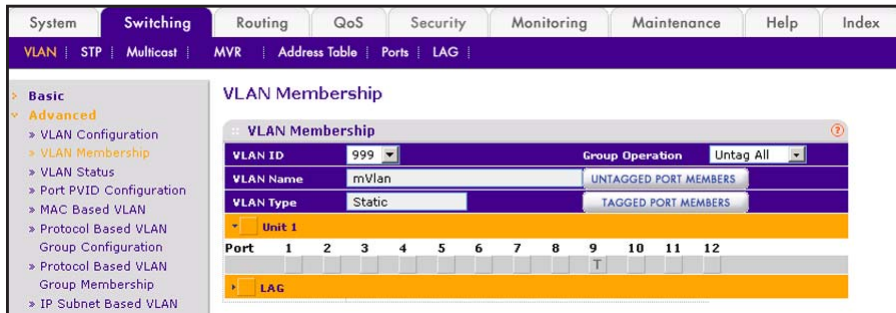 System Switching Routing QoS Security Monitoring Maintenance Help Index
VLAN STP Multicast MVR Address Table Ports LAG
Basic
Advanced
» VLAN Configuration
» VLAN Membership
» VLAN Status
» Port PVID Configuration
» MAC Based VLAN
» Protocol Based VLAN
Group Configuration
» Protocol Based VLAN
Group Membership
» IP Subnet Based VLAN
VLAN Membership
VLAN Membership
VLAN ID 999 Group Operation Untag All
VLAN Name mVlan UNTAGGED PORT MEMBERS
VLAN Type Static TAGGED PORT MEMBERS
Unit 1
Port 1 2 3 4 5 6 7 8 9 10 11 12
T
LAG